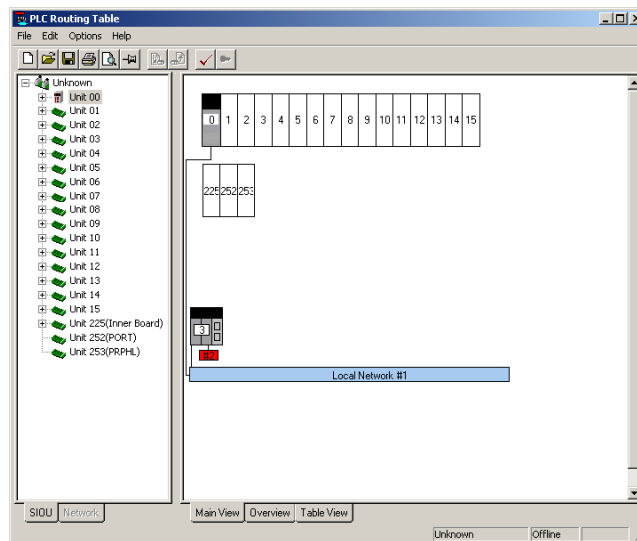 PLC Routing Table
File Edit Options Help
Unknown
Unit 00
Unit 01
Unit 02
Unit 03
Unit 04
Unit 05
Unit 06
Unit 07
Unit 08
Unit 09
Unit 10
Unit 11
Unit 12
Unit 13
Unit 14
Unit 15
Unit 225(Inner Board)
Unit 252(PORT)
Unit 253(PRPHL)
0 1 2 3 4 5 6 7 8 9 10 11 12 13 14 15
225 252 253
3
#2
Local Network #1
SIOU Network
Main View Overview Table View
Unknown Offline